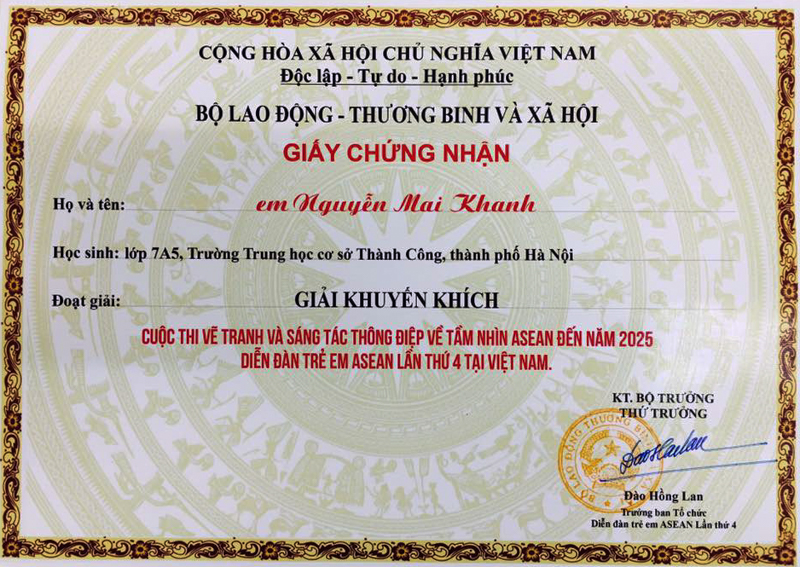 CỘNG HÒA XÃ HỘI CHỦ NGHĨA VIỆT NAM
Độc lập - Tự do - Hạnh phúc
BỘ LAO ĐỘNG - THƯƠNG BINH VÀ XÃ HỘI
GIẤY CHỨNG NHẬN
Họ và tên: em Nguyễn Mai Khanh
Học sinh: lớp 7A5, Trường Trung học cơ sở Thành Công, thành phố Hà Nội
Đoạt giải: GIẢI KHUYẾN KHÍCH
CUỘC THI VẼ TRANH VÀ SÁNG TÁC THÔNG ĐIỆP VỀ TẦM NHÌN ASEAN ĐẾN NĂM 2025
DIỄN ĐÀN TRẺ EM ASEAN LẦN THỨ 4 TẠI VIỆT NAM.
KT. BỘ TRƯỞNG
THỨ TRƯỞNG
BỘ LAO ĐỘNG THƯƠNG B
Đào Hồng Lan
Trưởng ban Tổ chức
Diễn đàn trẻ em ASEAN Lần thứ 4